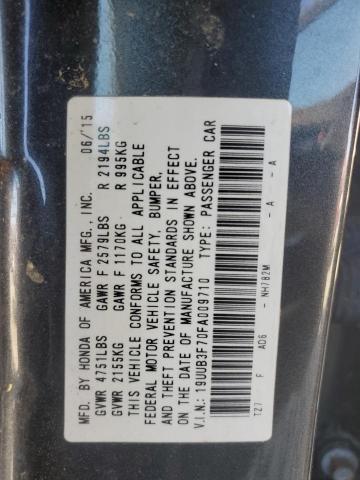 MFD. BY HONDA OF AMERICA MFG., INC. 06/15
GVWR 4751LBS GAWR F 2579LBS R 2194LBS
GVWR 2155KG GAWR F 1170KG R 995KG
THIS VEHICLE CONFORMS TO ALL APPLICABLE
FEDERAL MOTOR VEHICLE SAFETY, BUMPER,
AND THEFT PREVENTION STANDARDS IN EFFECT
ON THE DATE OF MANUFACTURE SHOWN ABOVE.
V.I.N.: 19UUB3F70FA009710 TYPE: PASSENGER CAR
TZ7 F AD6 - NH782M - A - A